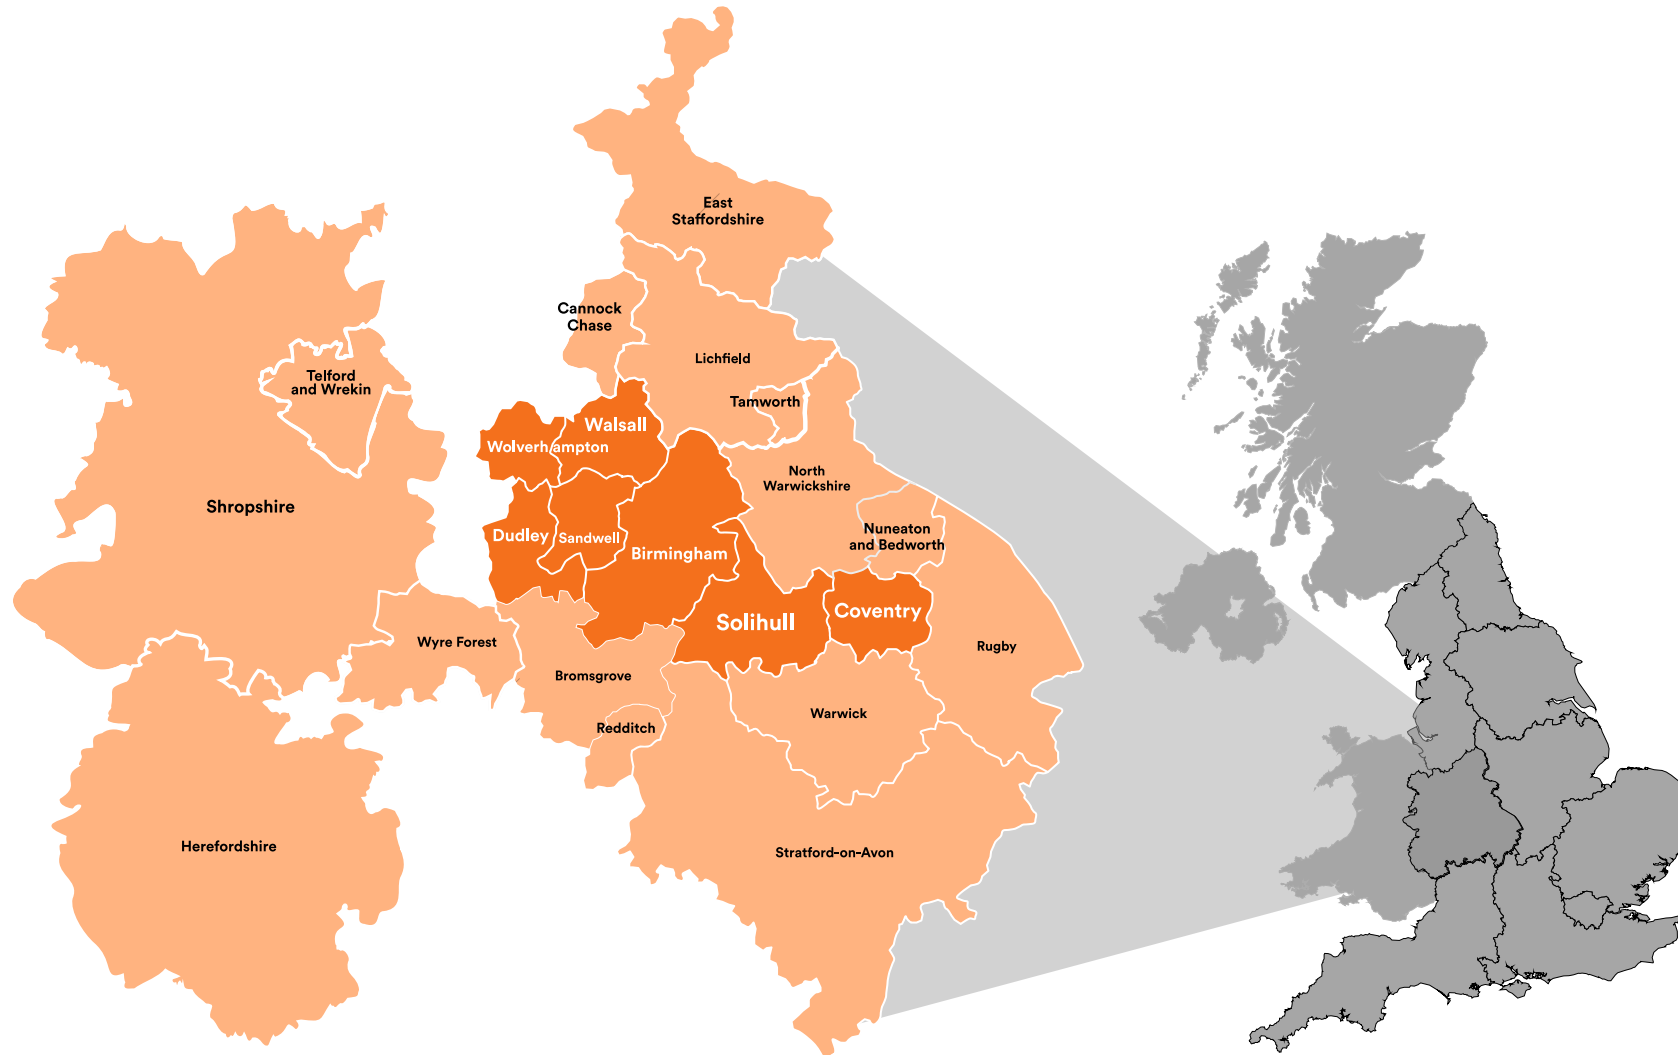 East
Staffordshire
Cannock
Chase
Lichfield
Telford
and Wrekin
Tamworth
Walsall
Wolverhampton
North
Warwickshire
Shropshire
Nuneaton
and Bedworth
Dudley
Sandwell
Birmingham
Solihull
Coventry
Wyre Forest
Rugby
Bromsgrove
Warwick
Redditch
Herefordshire
Stratford-on-Avon